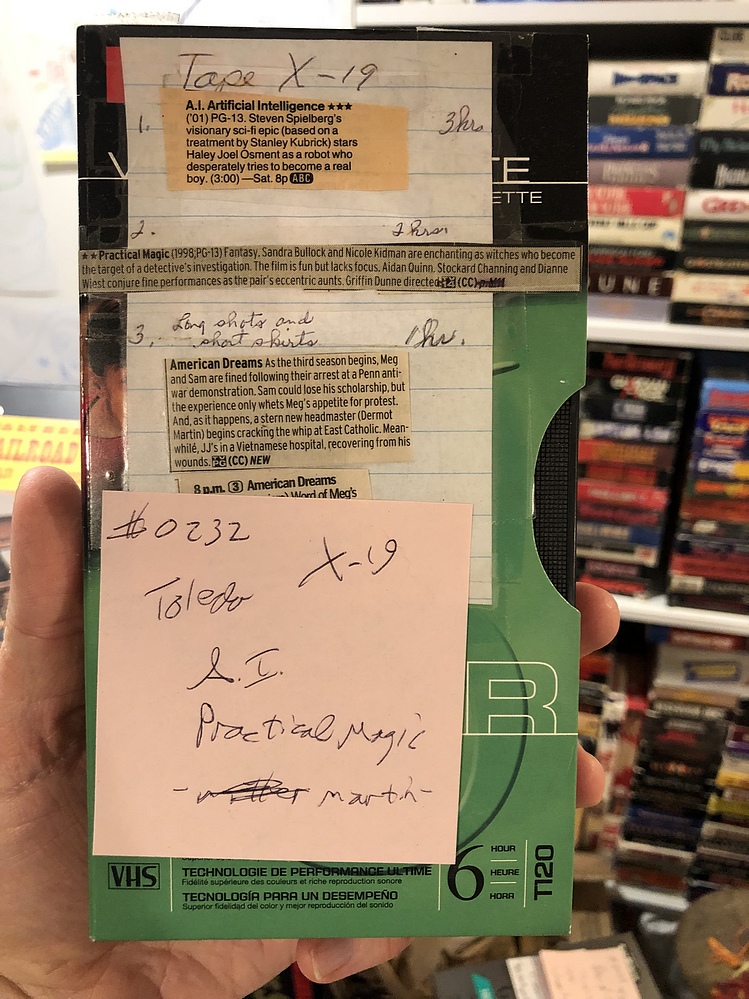 Tape X-19
1.
A.I. Artificial Intelligence ★★★
('01) PG-13. Steven Spielberg's
visionary sci-fi epic (based on a
treatment by Stanley Kubrick) stars
Haley Joel Osment as a robot who
desperately tries to become a real
boy. (3:00) —Sat. 8p ABC
3hrs
2.
2 hrs.
★★Practical Magic (1998;PG-13) Fantasy. Sandra Bullock and Nicole Kidman are enchanting as witches who become
the target of a detective's investigation. The film is fun but lacks focus. Aidan Quinn. Stockard Channing and Dianne
Wiest conjure fine performances as the pair's eccentric aunts. Griffin Dunne directed. (CC)
3. Long shots and
short skirts
1 hr.
American Dreams As the third season begins, Meg
and Sam are fined following their arrest at a Penn anti-
war demonstration. Sam could lose his scholarship, but
the experience only whets Meg's appetite for protest.
And, as it happens, a stern new headmaster (Dermot
Martin) begins cracking the whip at East Catholic. Mean-
while, JJ's in a Vietnamese hospital, recovering from his
wounds. (CC) NEW
8 p.m. 3 American Dreams
Word of Meg's
#0232
X-19
Toledo
A.I.
Practical Magic
- Martin-
R
VHS
TECHNOLOGIE DE PERFORMANCE ULTIME
Fidélité supérieure des couleurs et riche reproduction sonore
TECNOLOGÍA PARA UN DESEMPEÑO
Superior fidelidad del color y mejor reproducción del sonido
6 HOUR
HEURE
HORA
T120
ETTE
RAILROAD
DUNE